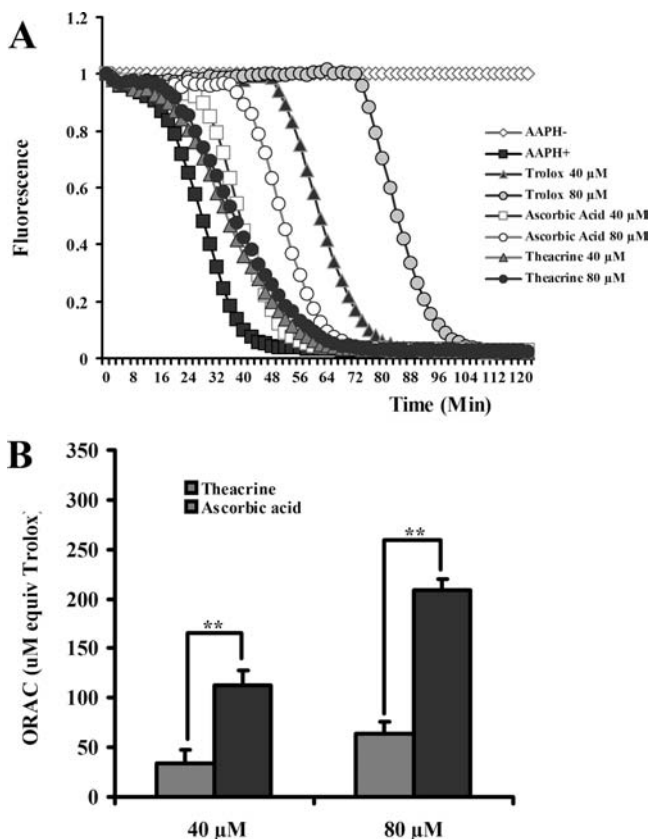 A
Fluorescence
1.2
1
0.8
0.6
0.4
0.2
0
0 8 16 24 32 40 48 56 64 72 80 88 96 104 112 120
Time (Min)
AAPH-
AAPH+
Trolox 40 µM
Trolox 80 µM
Ascorbic Acid 40 µM
Ascorbic Acid 80 µM
Theacrine 40 µM
Theacrine 80 µM
B
ORAC (uM equiv Trolox)
350
300
250
200
150
100
50
0
Theacrine
Ascorbic acid
**
**
40 µM
80 µM